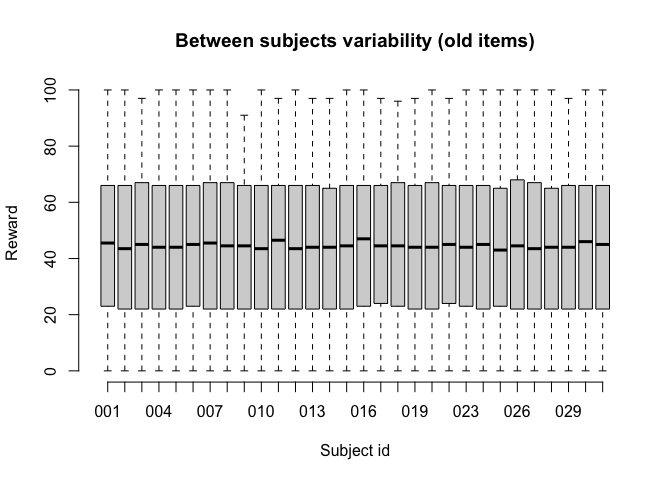 Between subjects variability (old items)
Reward
0 20 40 60 80 100
001 004 007 010 013 016 019 023 026 029
Subject id